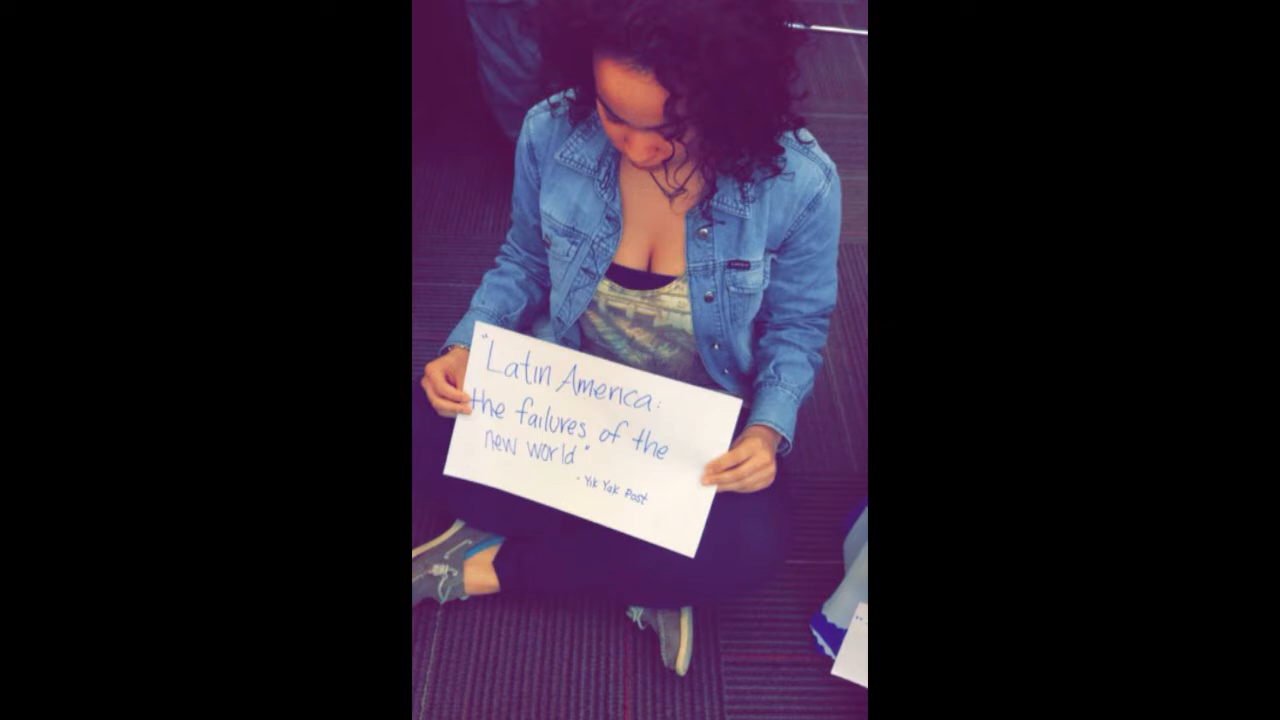 "Latin America:
the failures of the
new world"
- Yik Yak Post